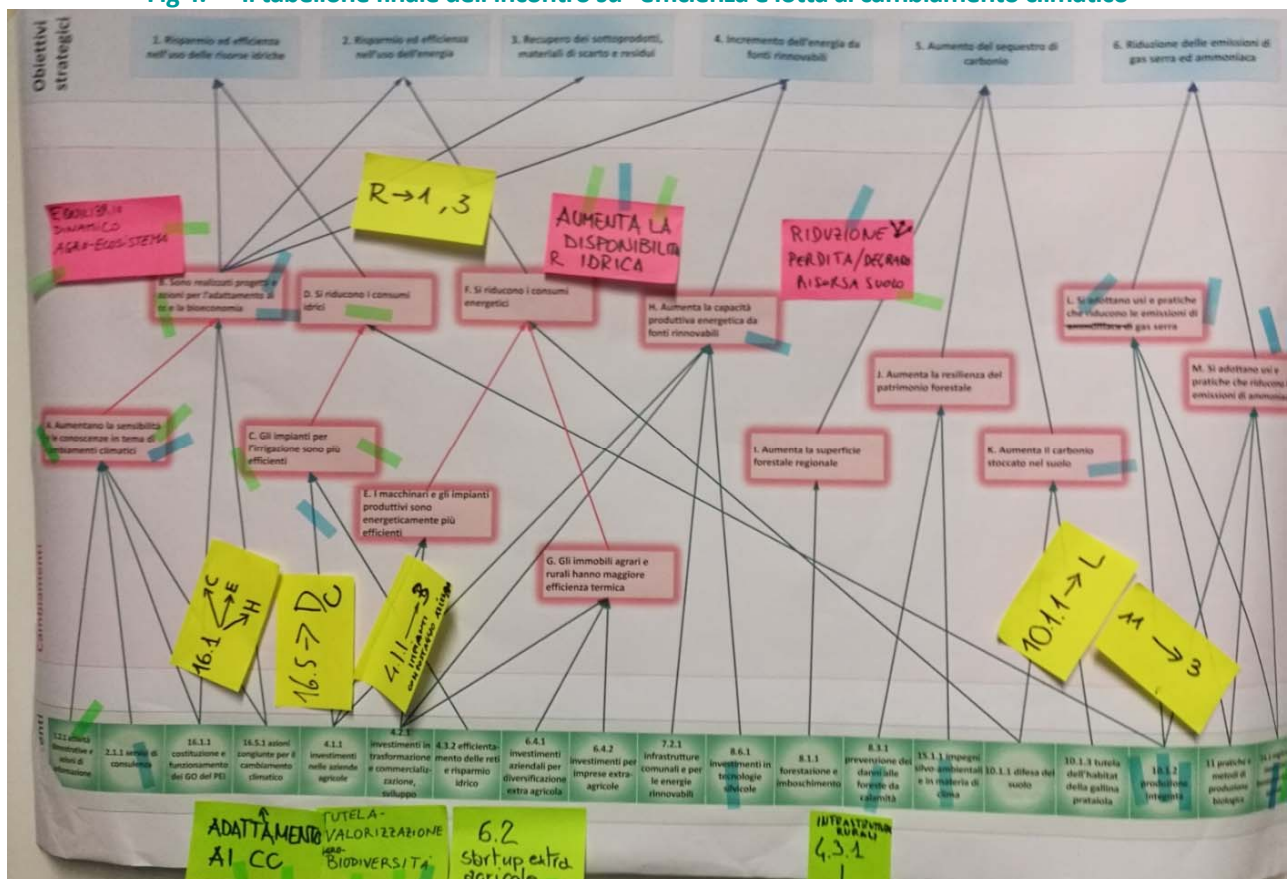 Fig 4. – Il tabellone finale dell'incontro su "efficienza e lotta al cambiamento climatico"
Obiettivi
strategici
1. Risparmio ed efficienza
nell'uso delle risorse idriche
2. Risparmio ed efficienza
nell'uso dell'energia
3. Recupero dei sottoprodotti,
materiali di scarto e residui
4. Incremento dell'energia da
fonti rinnovabili
5. Aumento del sequestro di
carbonio
6. Riduzione delle emissioni di
gas serra ed ammoniaca
EQUILIBRIO
DINAMICO
AGRO-ECOSISTEMA
R → 1, 3
AUMENTA LA
DISPONIBILITA
R IDRICA
RIDUZIONE
PERDITA/DEGRADO
RISORSA SUOLO
B. Sono realizzati progetti e
azioni per l'adattamento ai
cc e la bioeconomia
D. Si riducono i consumi
idrici
F. Si riducono i consumi
energetici
H. Aumenta la capacità
produttiva energetica da
fonti rinnovabili
L. Si adottano usi e pratiche
che riducono le emissioni di
ammoniaca di gas serra
J. Aumenta la resilienza del
patrimonio forestale
M. Si adottano usi e
pratiche che riducono
emissioni di ammoniaca
A. Aumentano la sensibilità
e le conoscenze in tema di
cambiamenti climatici
C. Gli impianti per
l'irrigazione sono più
efficienti
I. Aumenta la superficie
forestale regionale
K. Aumenta il carbonio
stoccato nel suolo
E. I macchinari e gli impianti
produttivi sono
energeticamente più
efficienti
G. Gli immobili agrari e
rurali hanno maggiore
efficienza termica
Cambiamenti
16.1 → C
→ E
→ H
16.5 → D/C
4.1.1 → B
IMPIANTI
10.1.1 → L
11 → 3
2.1.1 servizi di
consulenza
16.1.1
costituzione e
funzionamento
dei GO del PEI
16.5.1 azioni
congiunte per il
cambiamento
climatico
4.1.1
investimenti
nelle aziende
agricole
4.2.1
investimenti in
trasformazione
e commercializ-
zazione,
sviluppo
4.3.2 efficienta-
mento delle reti
e risparmio
idrico
6.4.1
investimenti
aziendali per
diversificazione
extra agricola
6.4.2
investimenti per
imprese extra-
agricole
7.2.1
infrastrutture
comunali e per
le energie
rinnovabili
8.6.1
investimenti in
tecnologie
silvicole
8.1.1
forestazione e
imboschimento
8.3.1
prevenzione dei
danni alle
foreste da
calamità
15.1.1 impegni
silvo-ambientali
e in materia di
clima
10.1.1 difesa del
suolo
10.1.3 tutela
dell'habitat
della gallina
prataiola
10.1.2
produzione
integrata
11 pratiche e
metodi di
produzione
biologica
ADATTAMENTO
AI CC
TUTELA-
VALORIZZAZIONE
AGRO-
BIODIVERSITÀ
6.2
startup extra
agricole
INFRASTRUTTURE
RURALI
4.3.1